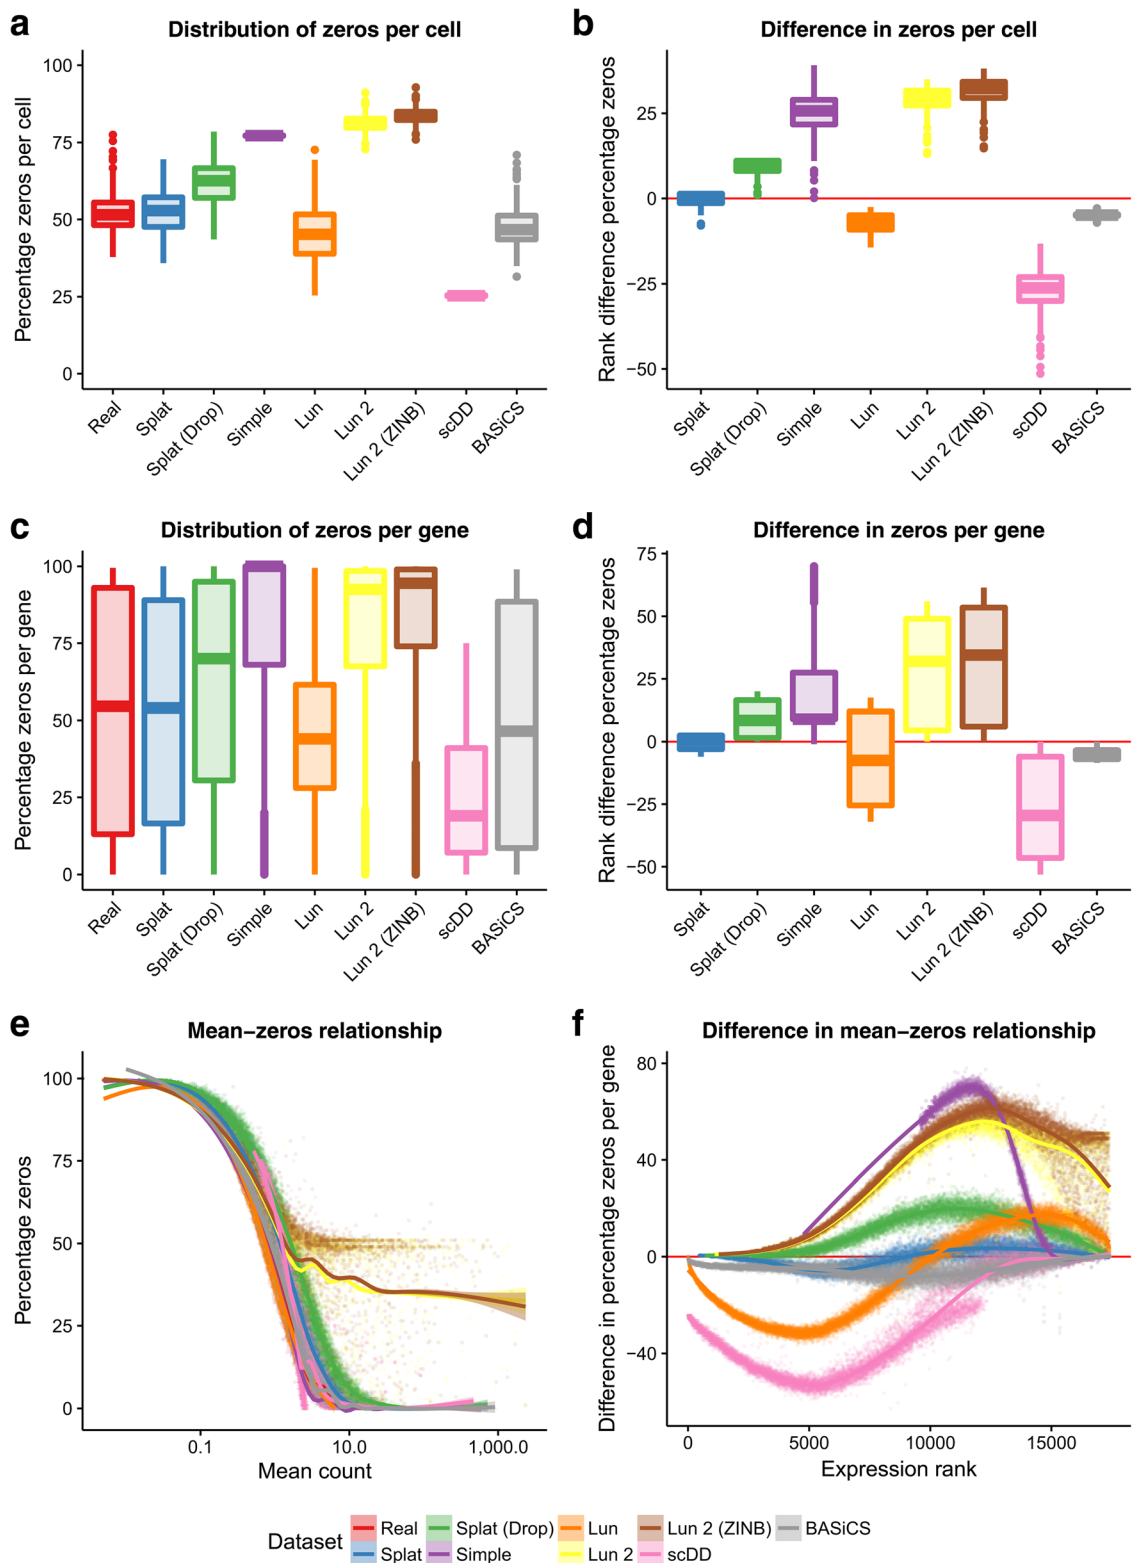 a
Distribution of zeros per cell
Percentage zeros per cell
100
75
50
25
0
Real
Splat
Splat (Drop)
Simple
Lun
Lun 2
Lun 2 (ZINB)
scDD
BASiCS
b
Difference in zeros per cell
Rank difference percentage zeros
25
0
−25
−50
Splat
Splat (Drop)
Simple
Lun
Lun 2
Lun 2 (ZINB)
scDD
BASiCS
c
Distribution of zeros per gene
Percentage zeros per gene
100
75
50
25
0
Real
Splat
Splat (Drop)
Simple
Lun
Lun 2
Lun 2 (ZINB)
scDD
BASiCS
d
Difference in zeros per gene
Rank difference percentage zeros
75
50
25
0
−25
−50
Splat
Splat (Drop)
Simple
Lun
Lun 2
Lun 2 (ZINB)
scDD
BASiCS
e
Mean−zeros relationship
Percentage zeros
100
75
50
25
0
0.1
10.0
1,000.0
Mean count
f
Difference in mean−zeros relationship
Difference in percentage zeros per gene
80
40
0
−40
0
5000
10000
15000
Expression rank
Dataset
Real
Splat (Drop)
Lun
Lun 2 (ZINB)
BASiCS
Splat
Simple
Lun 2
scDD